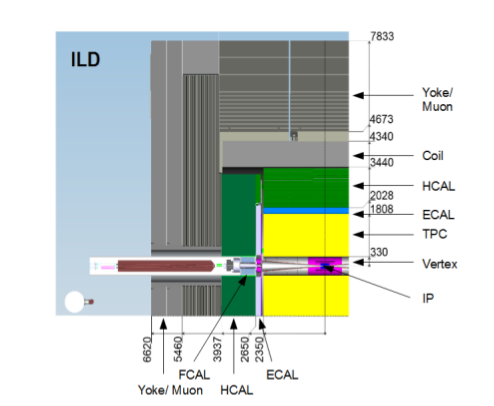 ILD
7833
Yoke/
Muon
4673
4340
Coil
3440
HCAL
2028
1808
ECAL
TPC
330
Vertex
IP
6620
5460
3937
2650
2350
FCAL
ECAL
Yoke/ Muon
HCAL